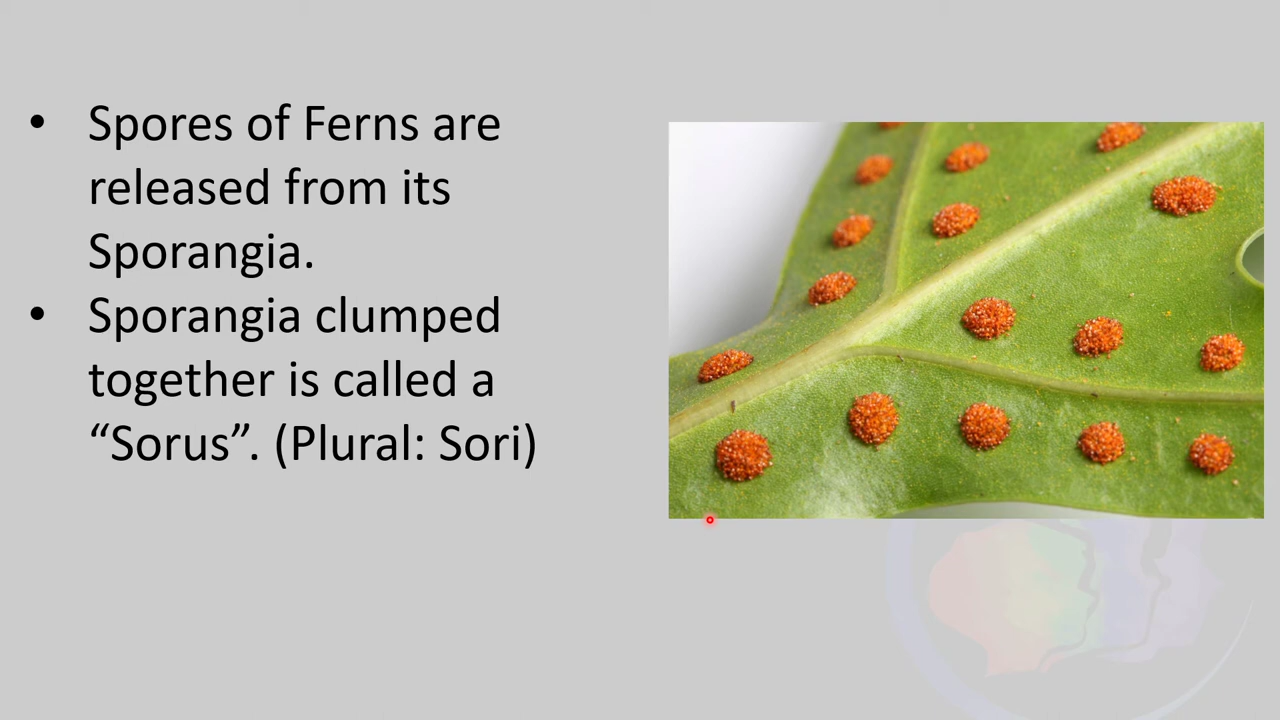 • Spores of Ferns are
released from its
Sporangia.
• Sporangia clumped
together is called a
“Sorus”. (Plural: Sori)